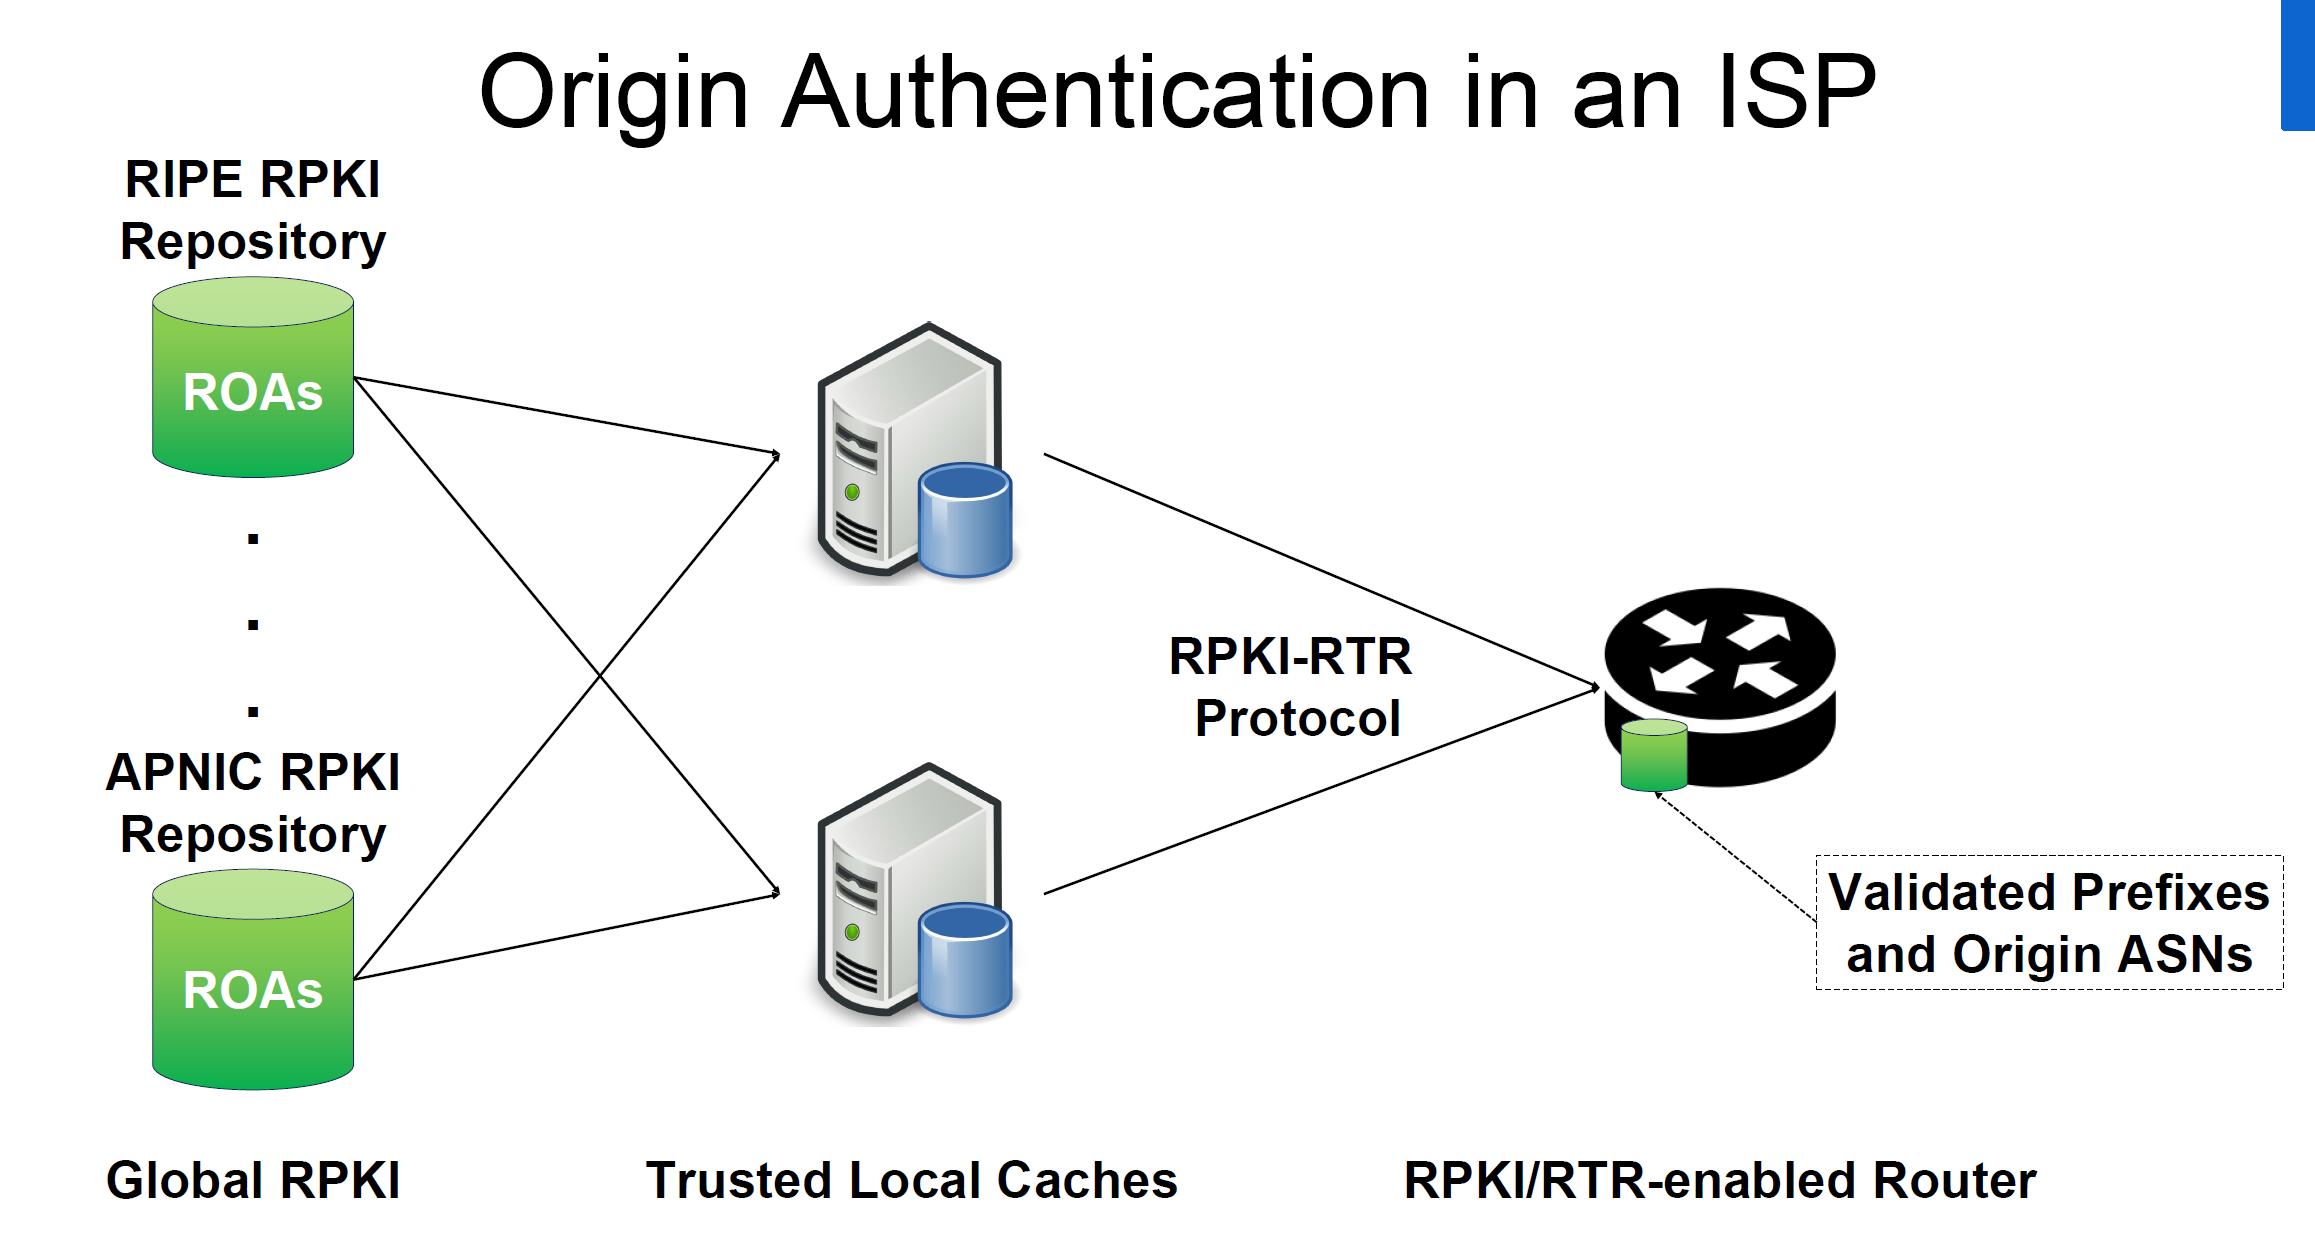 Origin Authentication in an ISP
RIPE RPKI
Repository
ROAs
.
.
.
APNIC RPKI
Repository
ROAs
RPKI-RTR
Protocol
Validated Prefixes
and Origin ASNs
Global RPKI
Trusted Local Caches
RPKI/RTR-enabled Router